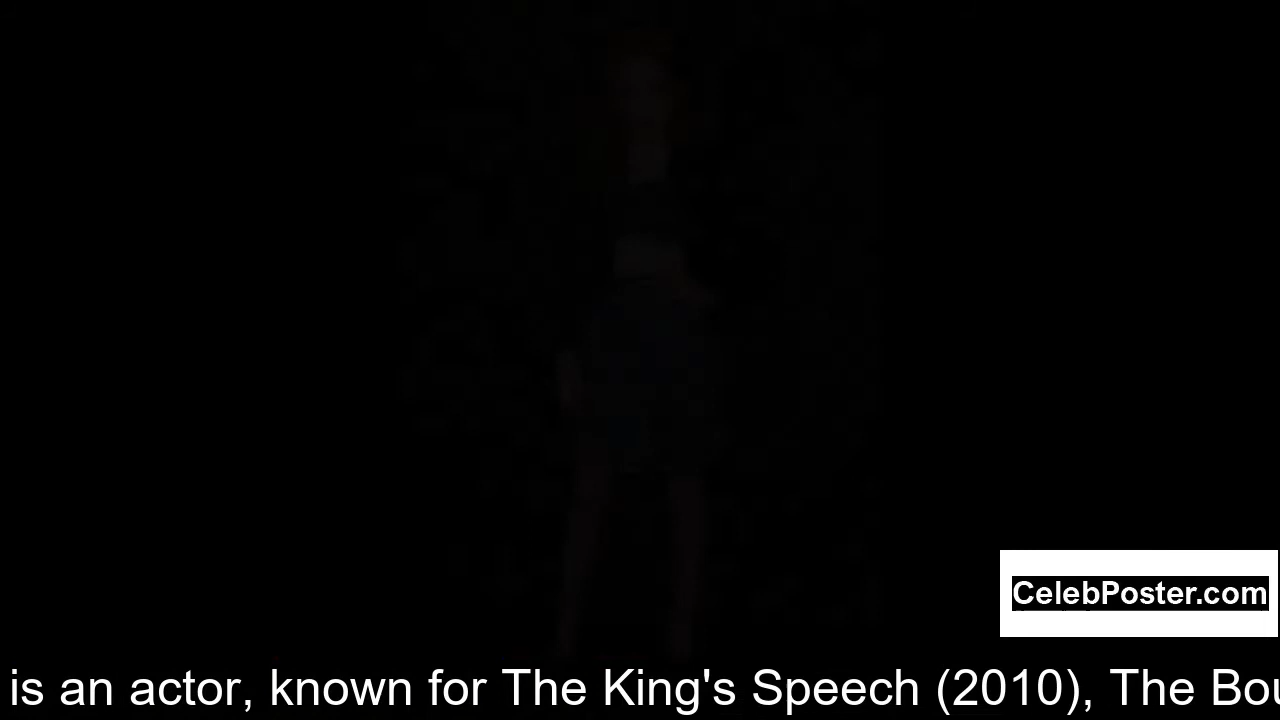 CelebPoster.com
is an actor, known for The King's Speech (2010), The Bou